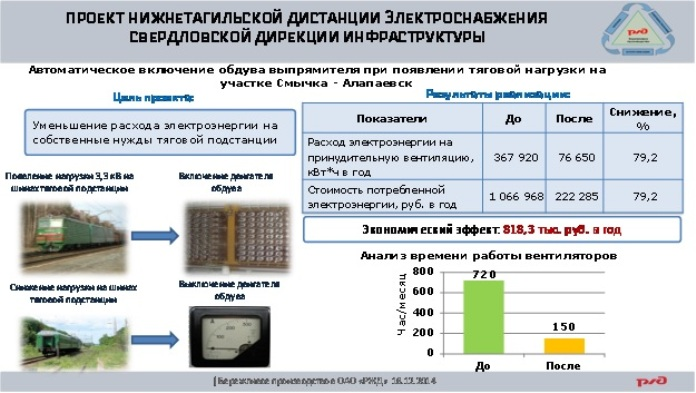 ПРОЕКТ НИЖНЕТАГИЛЬСКОЙ ДИСТАНЦИИ ЭЛЕКТРОСНАБЖЕНИЯ
СВЕРДЛОВСКОЙ ДИРЕКЦИИ ИНФРАСТРУКТУРЫ
Автоматическое включение обдува выпрямителя при появлении тяговой нагрузки на
участке Смычка - Алапаевск
Цель проекта:
Уменьшение расхода электроэнергии на
собственные нужды тяговой подстанции
Появление нагрузки 3,3 кВ на
шинах тяговой подстанции
Включение двигателя
обдува
Снижение нагрузки на шинах
тяговой подстанции
Выключение двигателя
обдува
Результаты реализации:
Показатели До После Снижение, %
Расход электроэнергии на
принудительную вентиляцию,
кВт*ч в год
367 920 76 650 79,2
Стоимость потребленной
электроэнергии, руб. в год
1 066 968 222 285 79,2
Экономический эффект: 818,3 тыс. руб. в год
Анализ времени работы вентиляторов
Час/месяц
800
600
400
200
0
720
150
До После
| Бережливое производство ОАО «РЖД» 16.12.2014
ржд